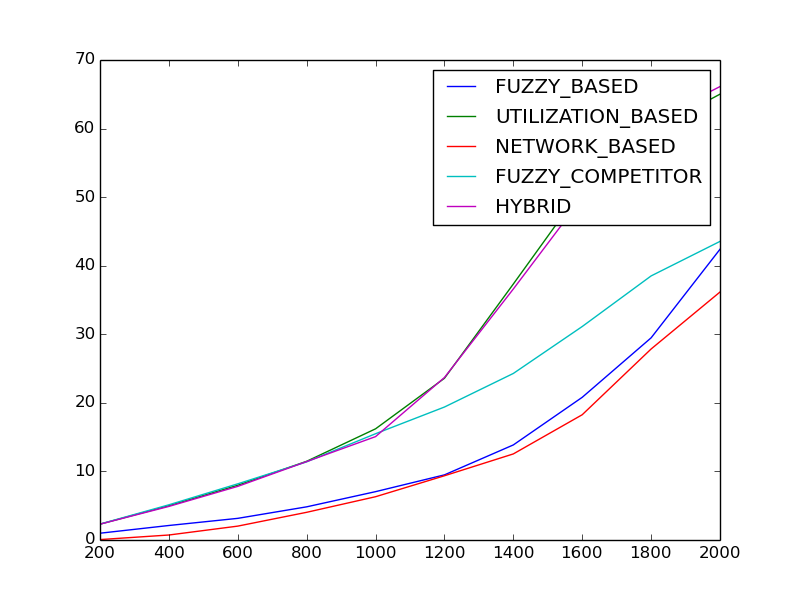 70
60
50
40
30
20
10
0
FUZZY_BASED
UTILIZATION_BASED
NETWORK_BASED
FUZZY_COMPETITOR
HYBRID
200 400 600 800 1000 1200 1400 1600 1800 2000